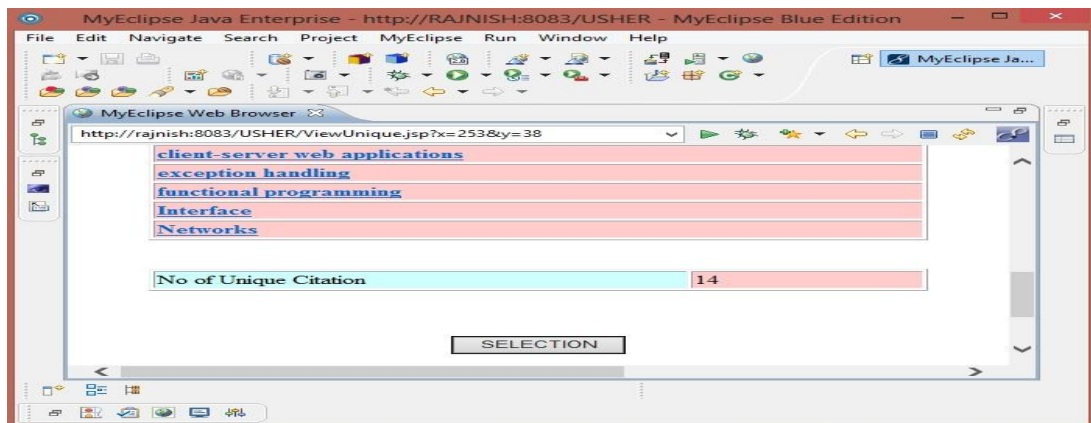 MyEclipse Java Enterprise - http://RAJNISH:8083/USHER - MyEclipse Blue Edition
File Edit Navigate Search Project MyEclipse Run Window Help
MyEclipse Ja...
MyEclipse Web Browser
http://rajnish:8083/USHER/ViewUnique.jsp?x=253&y=38
client-server web applications
exception handling
functional programming
Interface
Networks
No of Unique Citation 14
SELECTION